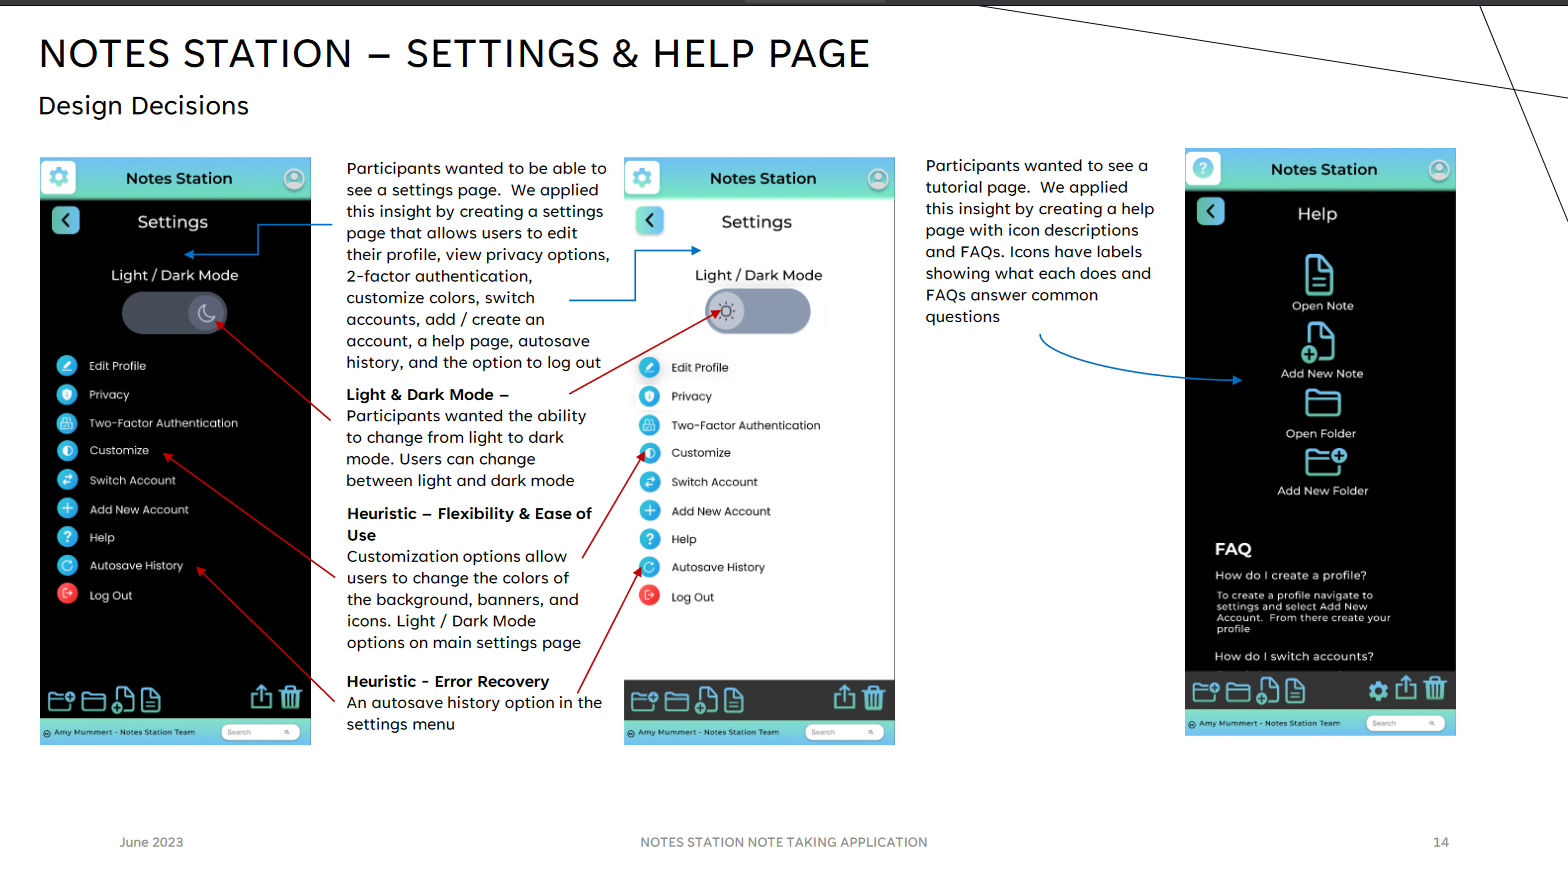 NOTES STATION – SETTINGS & HELP PAGE
Design Decisions
Notes Station
Settings
Light / Dark Mode
Edit Profile
Privacy
Two-Factor Authentication
Customize
Switch Account
Add New Account
Help
Autosave History
Log Out
Amy Mummert - Notes Station Team
Search
Participants wanted to be able to
see a settings page.  We applied
this insight by creating a settings
page that allows users to edit
their profile, view privacy options,
2-factor authentication,
customize colors, switch
accounts, add / create an
account, a help page, autosave
history, and the option to log out
Light & Dark Mode –
Participants wanted the ability
to change from light to dark
mode. Users can change
between light and dark mode
Heuristic – Flexibility & Ease of
Use
Customization options allow
users to change the colors of
the background, banners, and
icons. Light / Dark Mode
options on main settings page
Heuristic - Error Recovery
An autosave history option in the
settings menu
Notes Station
Settings
Light / Dark Mode
Edit Profile
Privacy
Two-Factor Authentication
Customize
Switch Account
Add New Account
Help
Autosave History
Log Out
Amy Mummert - Notes Station Team
Search
Participants wanted to see a
tutorial page.  We applied
this insight by creating a help
page with icon descriptions
and FAQs. Icons have labels
showing what each does and
FAQs answer common
questions
Notes Station
Help
Open Note
Add New Note
Open Folder
Add New Folder
FAQ
How do I create a profile?
To create a profile navigate to
settings and select Add New
Account.  From there create your
profile
How do I switch accounts?
Amy Mummert - Notes Station Team
Search
June 2023
NOTES STATION NOTE TAKING APPLICATION
14